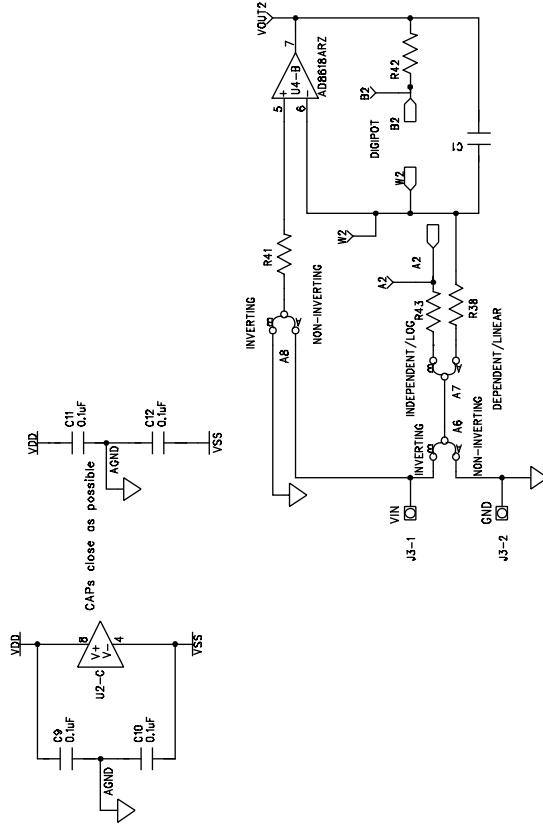 VDD
C9
0.1uF
AGND
C10
0.1uF
8
V+
V-
4
U2-C
VSS
CAPs close as possible
VDD
C11
0.1uF
AGND
C12
0.1uF
VSS
INVERTING
B
A
A8
NON-INVERTING
R41
5
6
+
-
U4-B
7
AD8618ARZ
VOUT2
VIN
J3-1
GND
J3-2
INVERTING
B
A
A6
NON-INVERTING
INDEPENDENT/LOG
B
A
A7
DEPENDENT/LINEAR
R43
R38
A2
A2
W2
W2
DIGIPOT
B2
B2
R42
C1